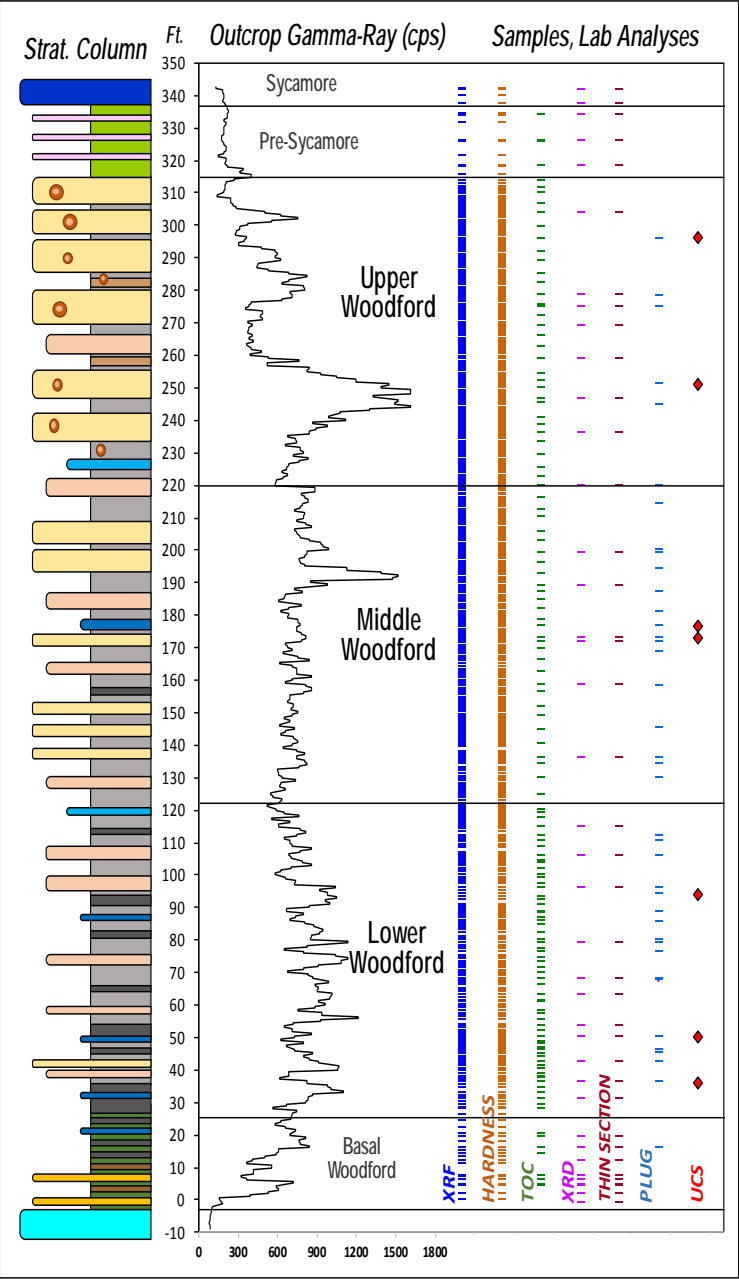 Strat. Column
Ft.
Outcrop Gamma-Ray (cps)
Samples, Lab Analyses
350
340
330
320
310
300
290
280
270
260
250
240
230
220
210
200
190
180
170
160
150
140
130
120
110
100
90
80
70
60
50
40
30
20
10
0
-10
Sycamore
Pre-Sycamore
Upper
Woodford
Middle
Woodford
Lower
Woodford
Basal
Woodford
XRF
HARDNESS
TOC
XRD
THIN SECTION
PLUG
UCS
0
300
600
900
1200
1500
1800